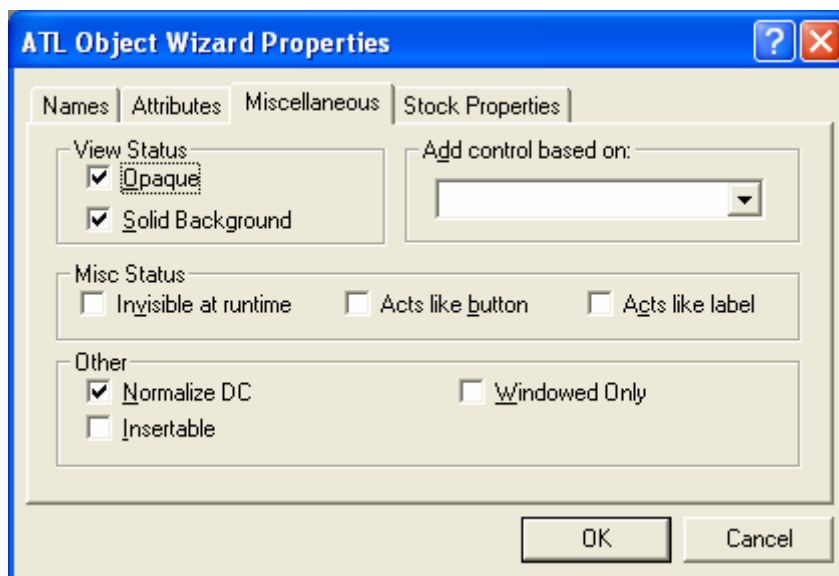 ATL Object Wizard Properties
Names Attributes Miscellaneous Stock Properties
View Status
Opaque
Solid Background
Add control based on:
Misc Status
Invisible at runtime Acts like button Acts like label
Other
Normalize DC Windowed Only
Insertable
OK Cancel